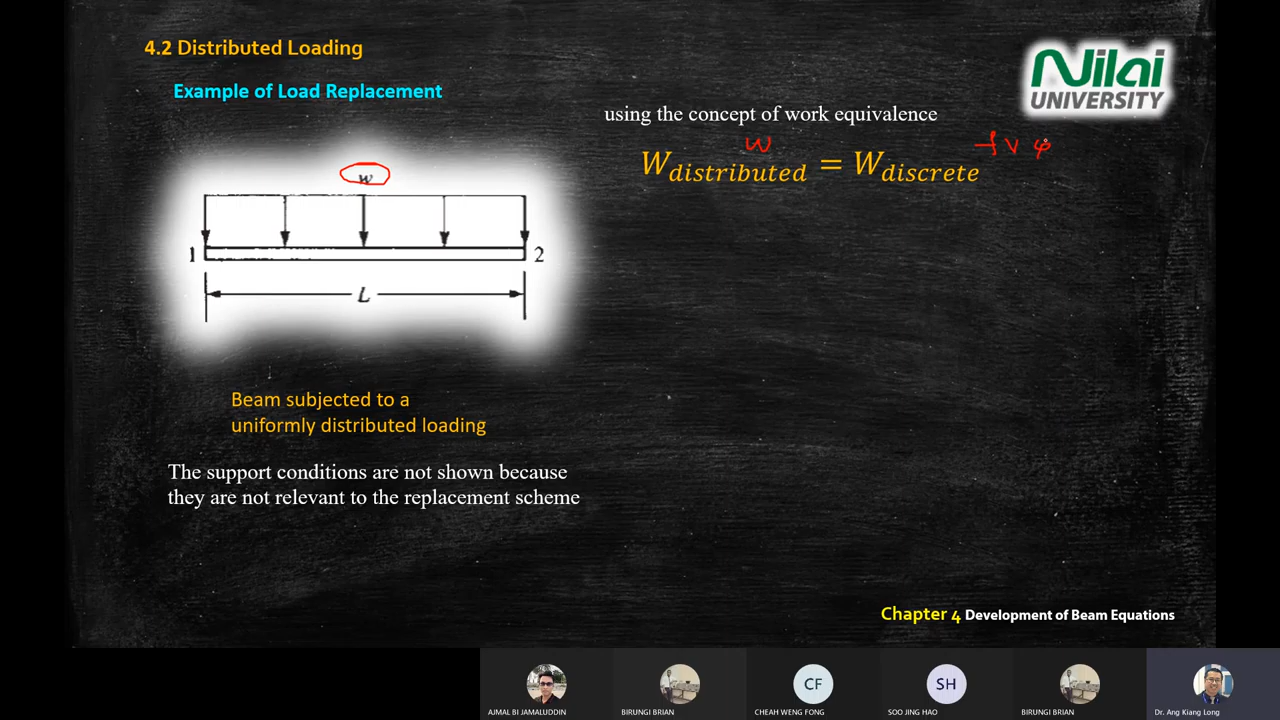 4.2 Distributed Loading
Example of Load Replacement
Nilai
UNIVERSITY
using the concept of work equivalence
w
W distributed = W discrete
v φ
w
1
2
L
Beam subjected to a
uniformly distributed loading
The support conditions are not shown because
they are not relevant to the replacement scheme
Chapter 4 Development of Beam Equations
CF
SH
AJMAL BI JAMALUDDIN
BIRUNGI BRIAN
CHEAH WENG FONG
SOO JING HAO
BIRUNGI BRIAN
Dr. Ang Kiang Long